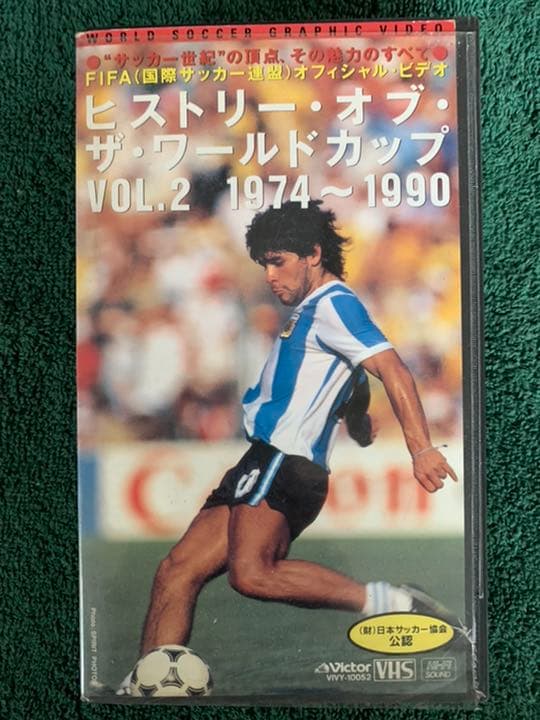 WORLD SOCCER GRAPHIC VIDEO
●“サッカー世紀”の頂点、その魅力のすべて●
FIFA(国際サッカー連盟)オフィシャル・ビデオ
ヒストリー・オブ・
ザ・ワールドカップ
VOL.2 1974～1990
(財)日本サッカー協会
公認
Photo:SPIRIT PHOTO
Victor
VIVY-10052
VHS
Hi-Fi
SOUND